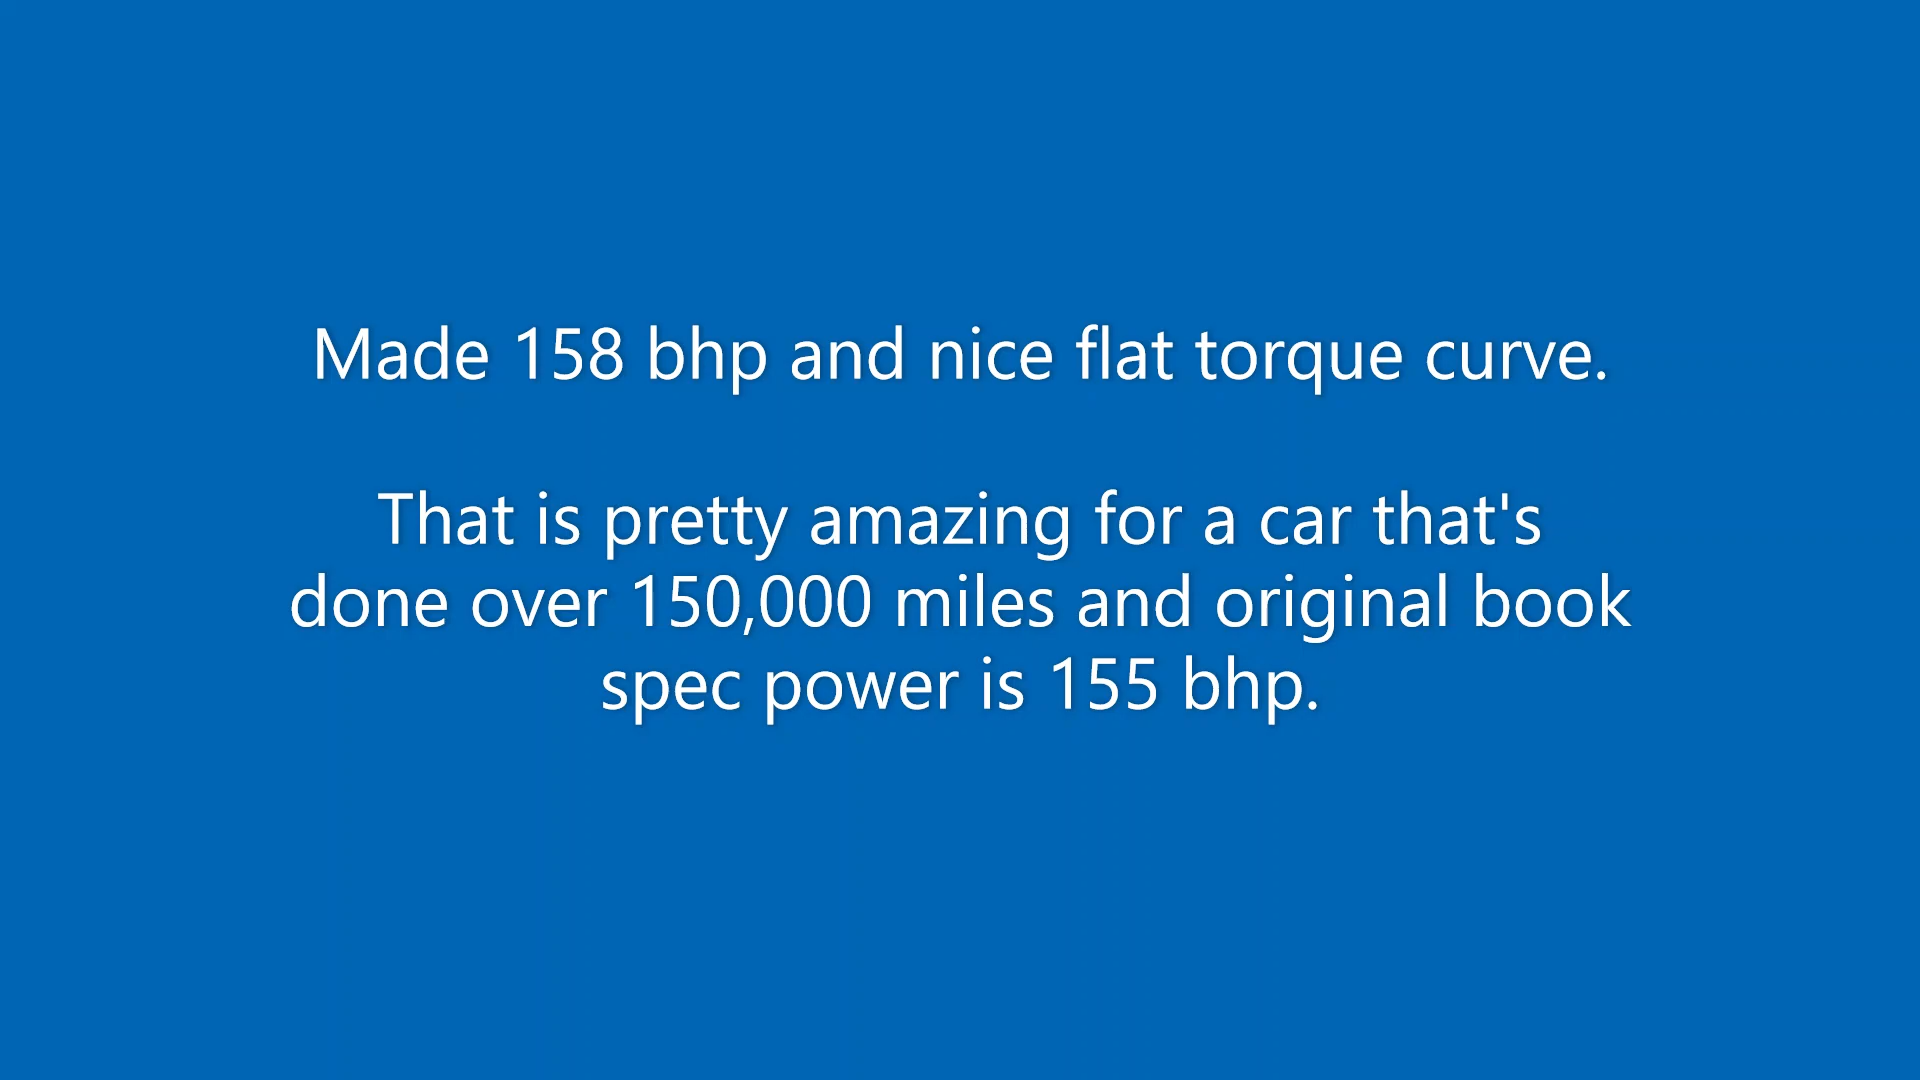 Made 158 bhp and nice flat torque curve.
That is pretty amazing for a car that's
done over 150,000 miles and original book
spec power is 155 bhp.